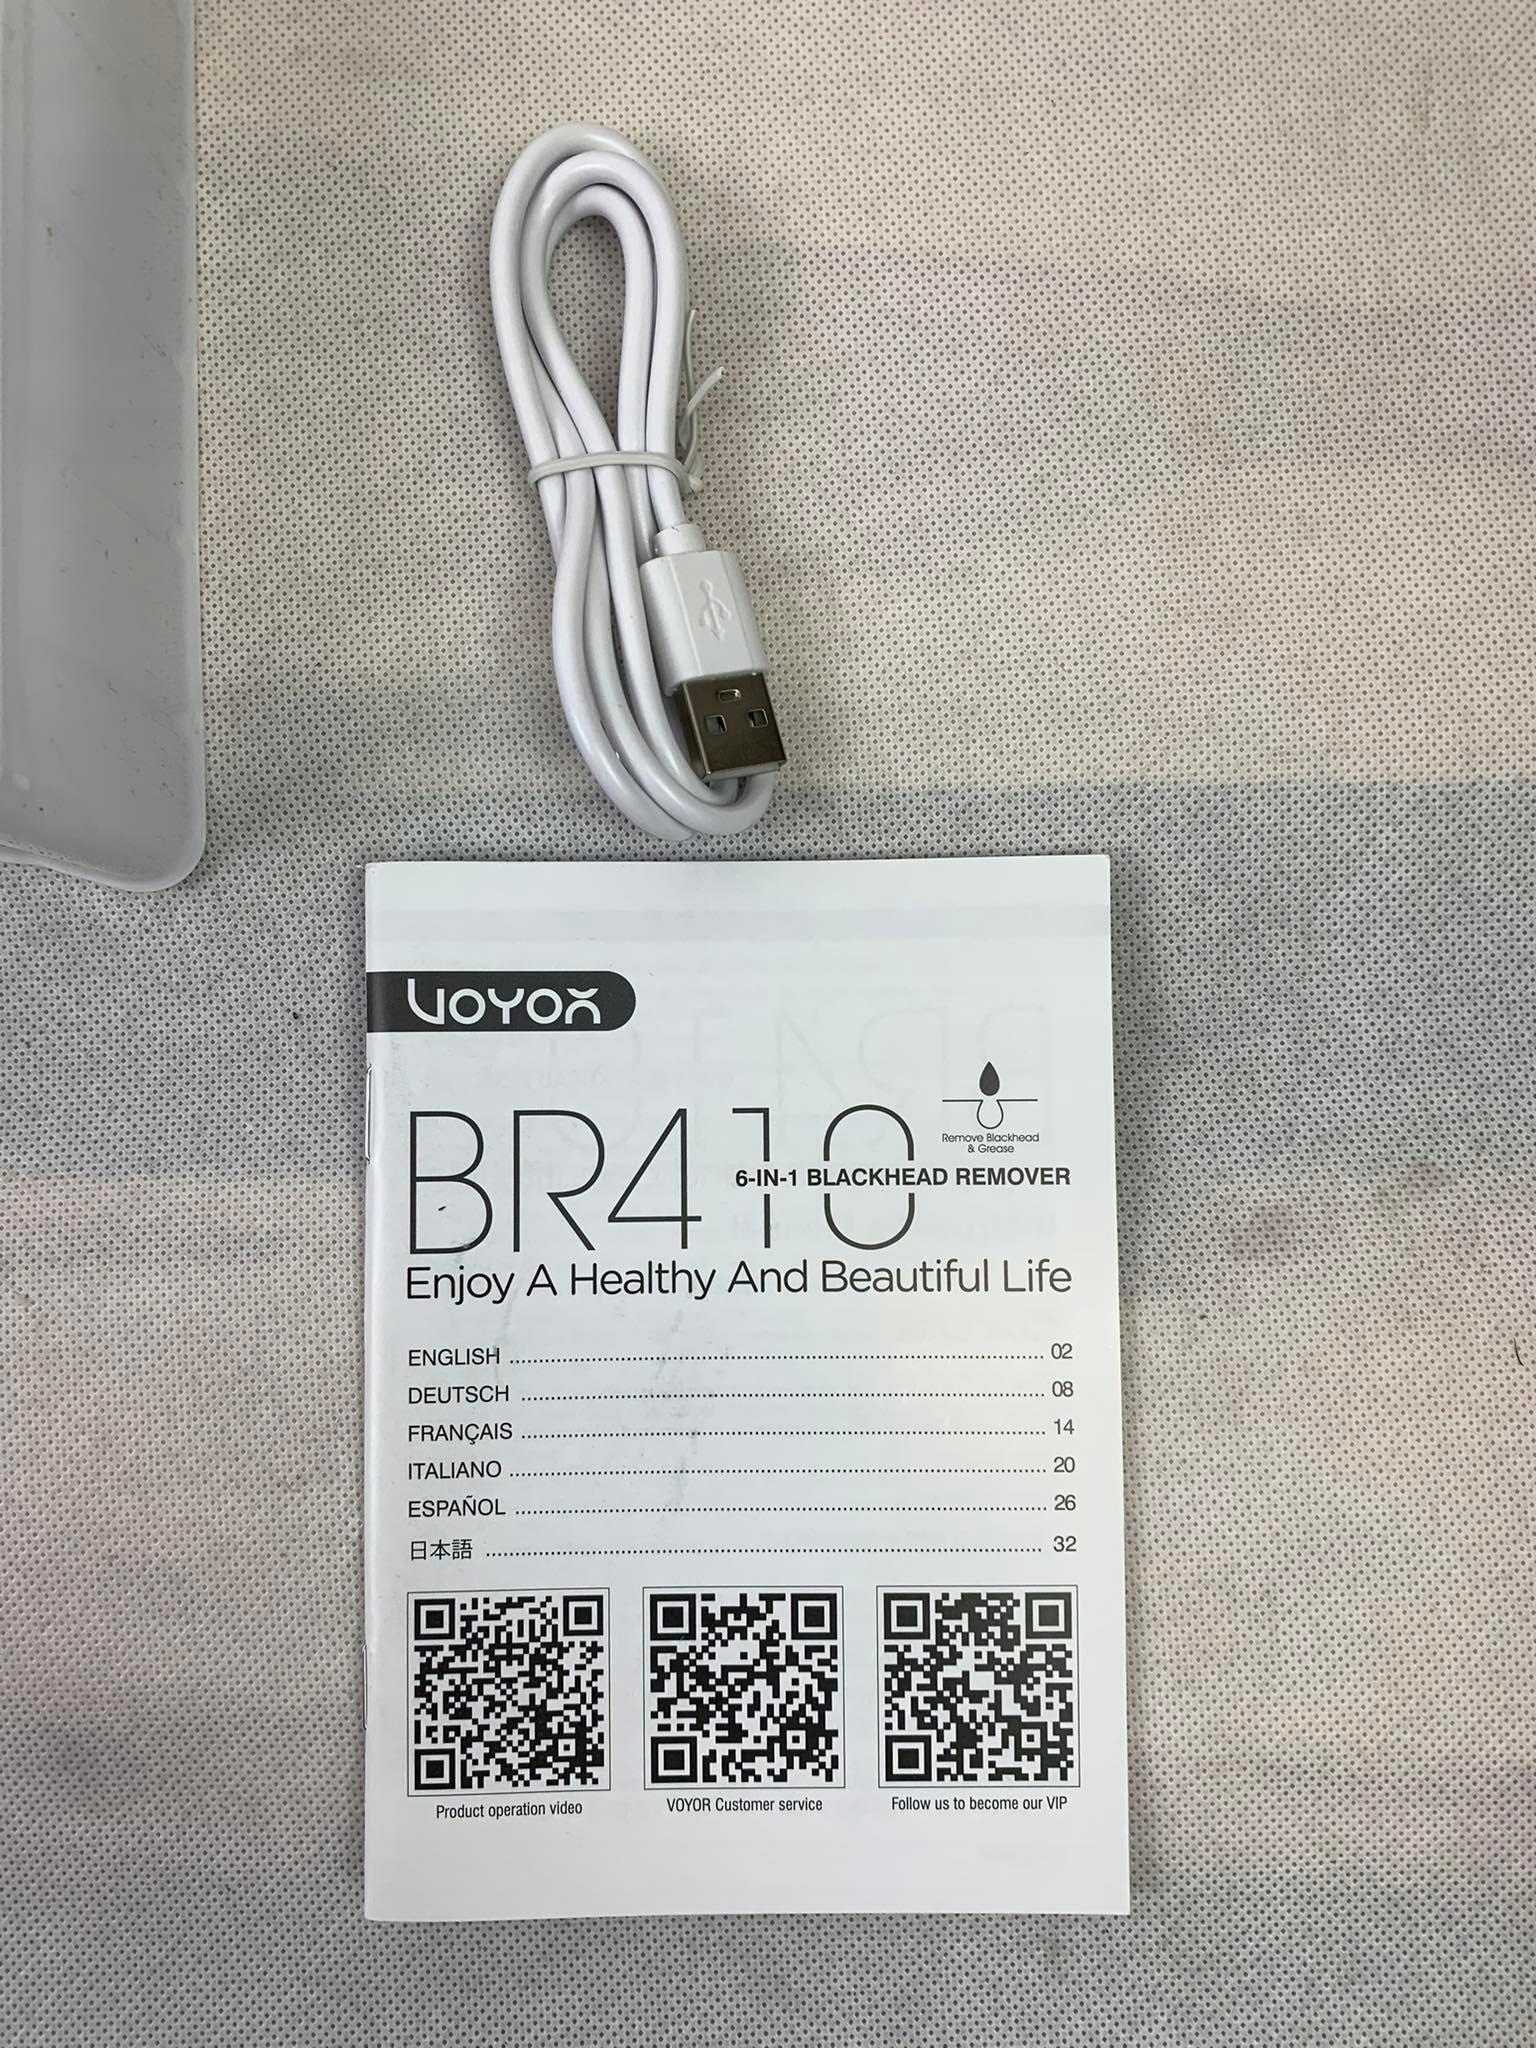 VOYOR
Remove Blackhead
& Grease
BR410
6-IN-1 BLACKHEAD REMOVER
Enjoy A Healthy And Beautiful Life
ENGLISH ........ 02
DEUTSCH ........ 08
FRANÇAIS ........ 14
ITALIANO ........ 20
ESPAÑOL ........ 26
日本語 ........ 32
Product operation video
VOYOR Customer service
Follow us to become our VIP